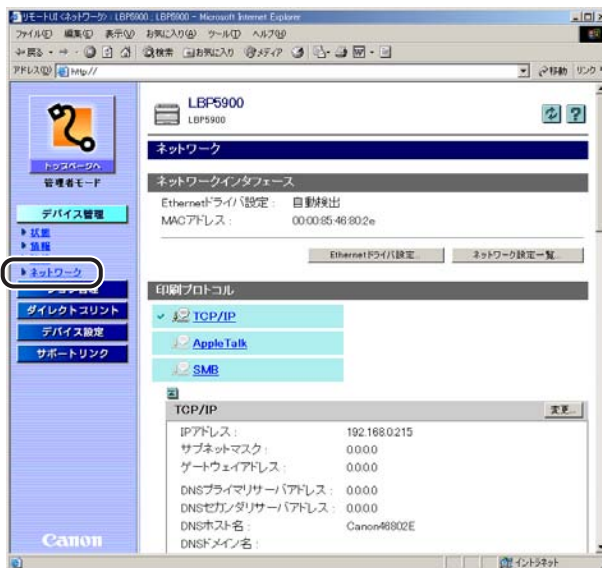 リモートUI <ネットワーク> : LBP5900 ; LBP5900 - Microsoft Internet Explorer
ファイル(F) 編集(E) 表示(V) お気に入り(A) ツール(T) ヘルプ(H)
戻る 検索 お気に入り メディア
アドレス(D) http:// 移動 リンク
LBP5900
LBP5900
トップページへ
管理者モード
デバイス管理
状態
情報
ネットワーク
ダイレクトプリント
デバイス設定
サポートリンク
Canon
ネットワーク
ネットワークインタフェース
Ethernetドライバ設定 : 自動検出
MACアドレス : 00:00:85:46:80:2e
Ethernetドライバ設定... ネットワーク設定一覧...
印刷プロトコル
TCP/IP
AppleTalk
SMB
TCP/IP 変更...
IPアドレス : 192.168.0.215
サブネットマスク : 0.0.0.0
ゲートウェイアドレス : 0.0.0.0
DNSプライマリサーバアドレス : 0.0.0.0
DNSセカンダリサーバアドレス : 0.0.0.0
DNSホスト名 : Canon46802E
DNSドメイン名 :
イントラネット